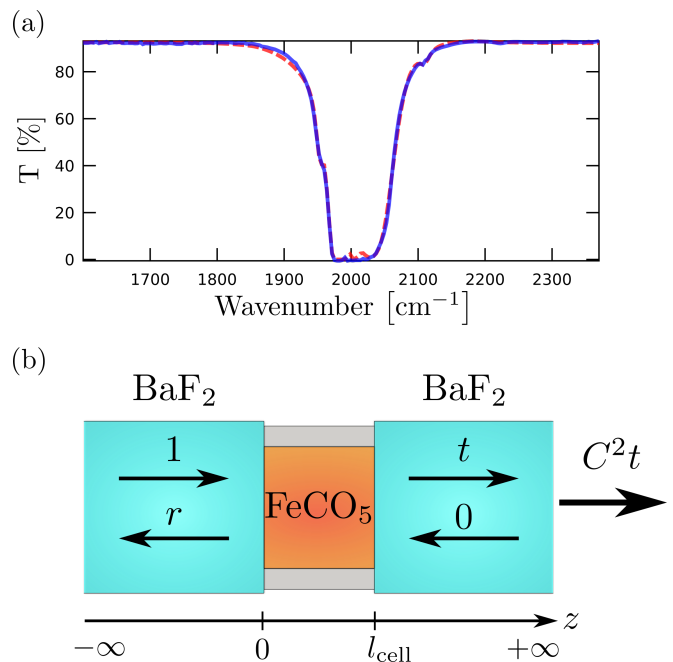 (a)
T [%]
80
60
40
20
0
1700 1800 1900 2000 2100 2200 2300
Wavenumber [cm⁻¹]
(b)
BaF₂ BaF₂
1 t C²t
r FeCO₅ 0
z
−∞ 0 l_cell +∞